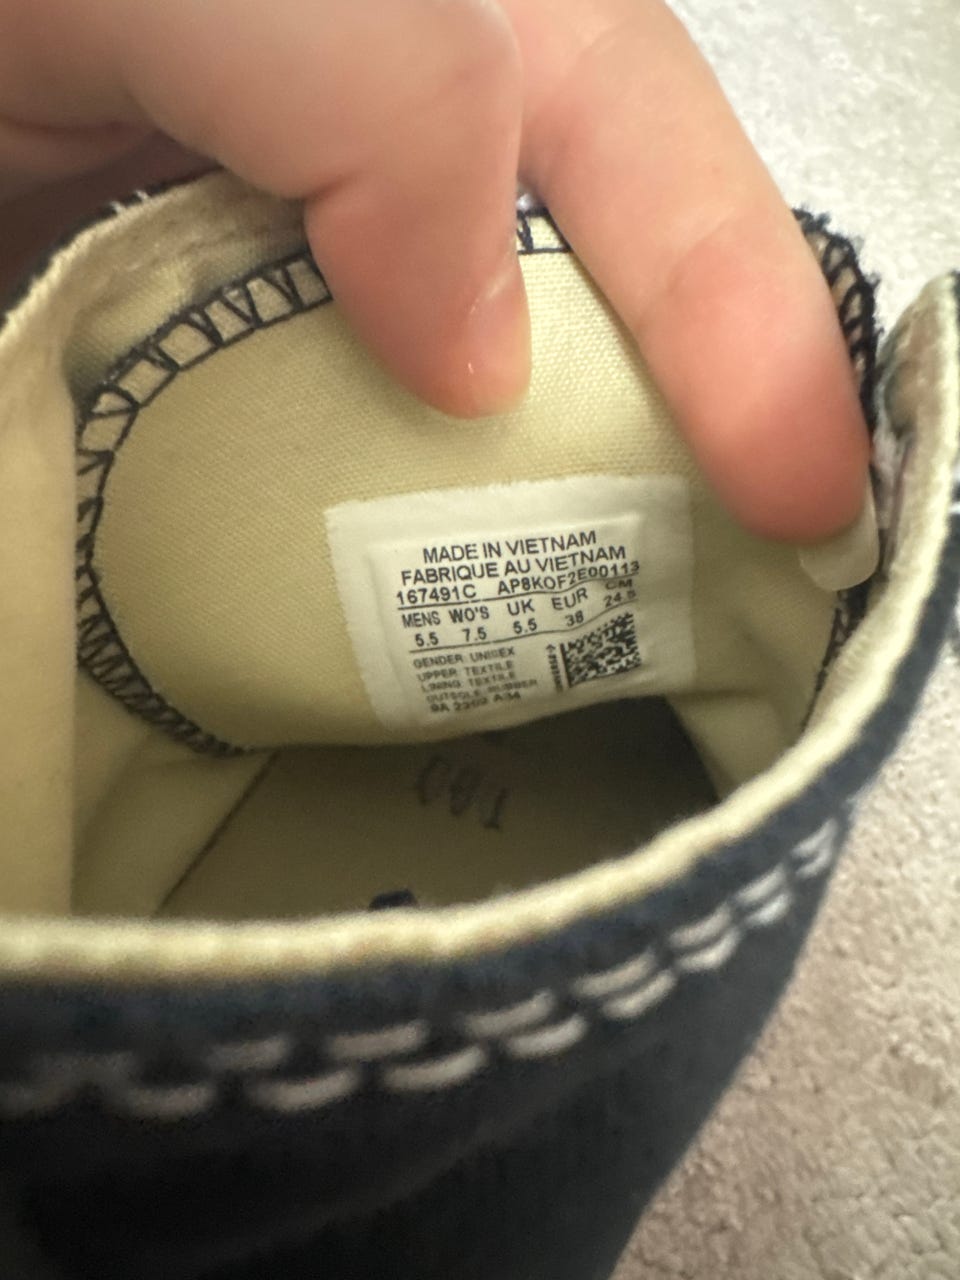 MADE IN VIETNAM
FABRIQUE AU VIETNAM
167491C AP8KOF2E00113
MENS WO'S UK EUR CM
5.5 7.5 5.5 38 24.5
GENDER: UNISEX
UPPER: TEXTILE
LINING: TEXTILE
OUTSOLE: RUBBER